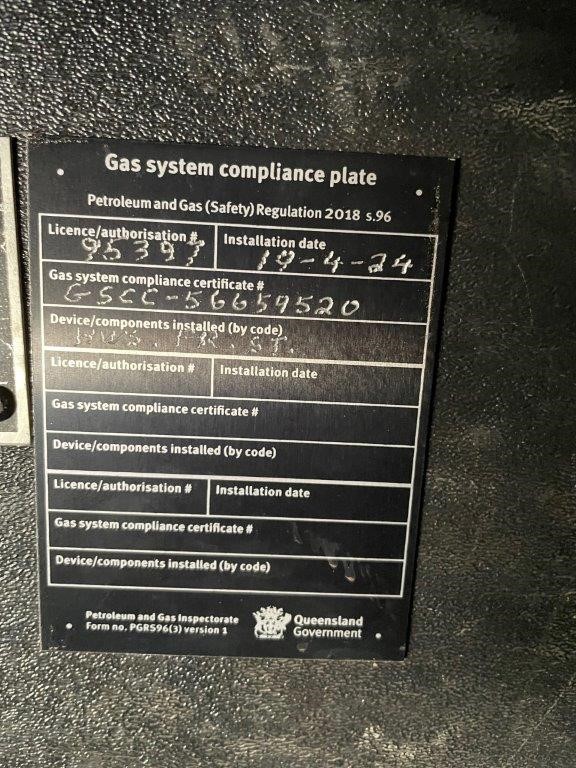 Gas system compliance plate
Petroleum and Gas (Safety) Regulation 2018 s.96
Licence/authorisation # Installation date
95397 19-4-24
Gas system compliance certificate #
GSCC-56659520
Device/components installed (by code)
Licence/authorisation # Installation date
Gas system compliance certificate #
Device/components installed (by code)
Licence/authorisation # Installation date
Gas system compliance certificate #
Device/components installed (by code)
Petroleum and Gas Inspectorate
Form no. PGRS96(3) version 1
Queensland
Government